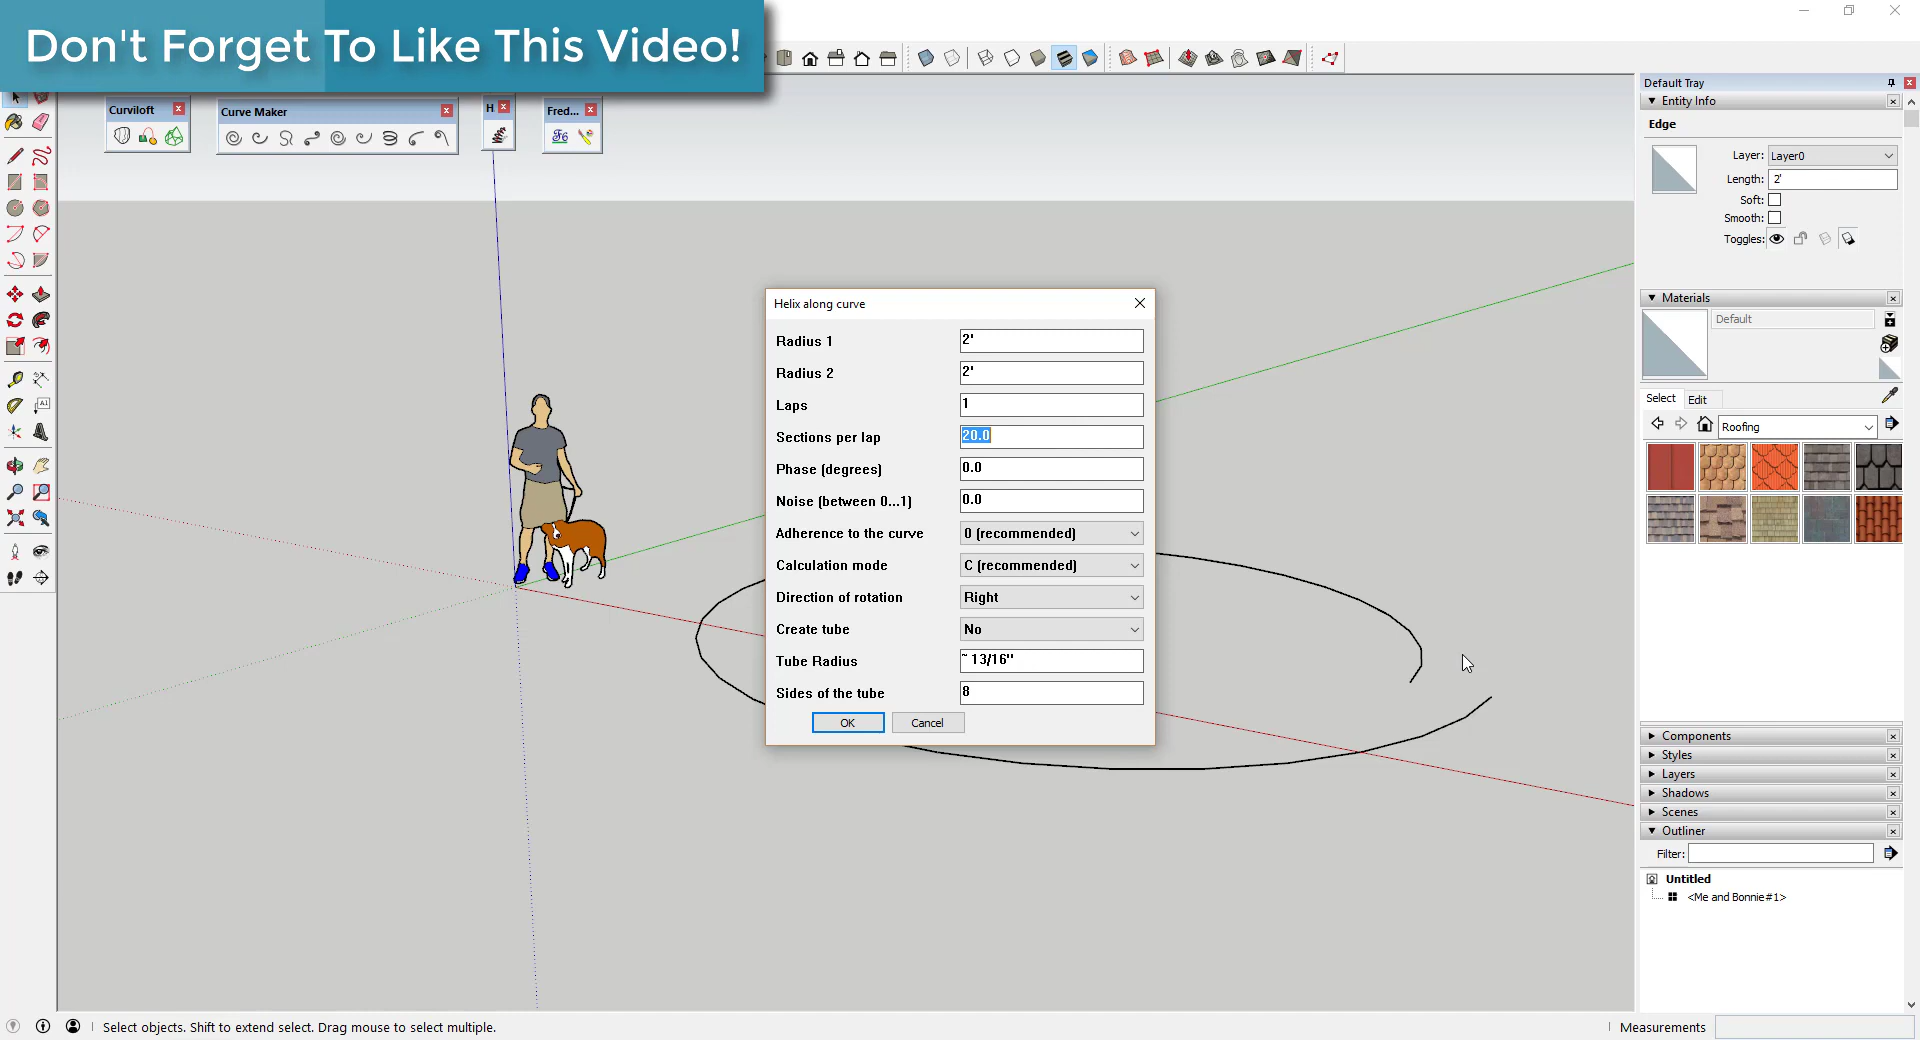 Don't Forget To Like This Video!
Curviloft
Curve Maker
H
Fred...
Default Tray
Entity Info
Edge
Layer: Layer0
Length: 2'
Soft:
Smooth:
Toggles:
Materials
Default
Select Edit
Roofing
Helix along curve
Radius 1 2'
Radius 2 2'
Laps 1
Sections per lap 20.0
Phase (degrees) 0.0
Noise (between 0...1) 0.0
Adherence to the curve 0 (recommended)
Calculation mode C (recommended)
Direction of rotation Right
Create tube No
Tube Radius ~ 13/16"
Sides of the tube 8
OK Cancel
Components
Styles
Layers
Shadows
Scenes
Outliner
Filter:
Untitled
<Me and Bonnie#1>
Select objects. Shift to extend select. Drag mouse to select multiple.
Measurements